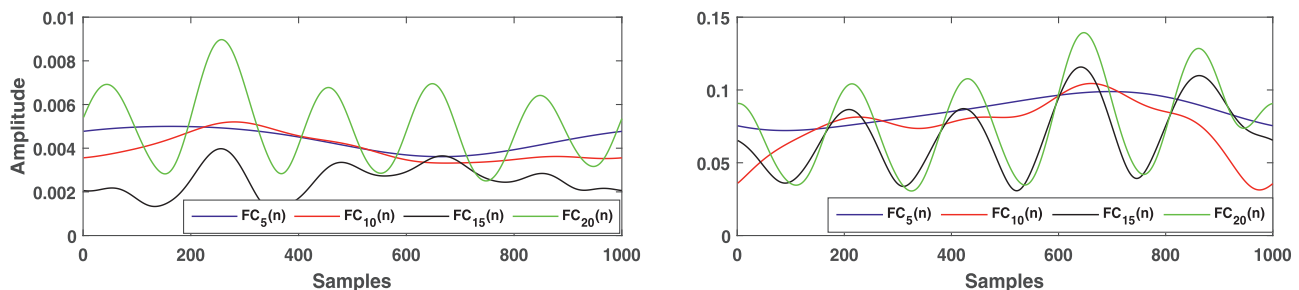 Amplitude
0.01
0.008
0.006
0.004
0.002
0
FC5(n) FC10(n) FC15(n) FC20(n)
0 200 400 600 800 1000
Samples
0.15
0.1
0.05
0
FC5(n) FC10(n) FC15(n) FC20(n)
0 200 400 600 800 1000
Samples